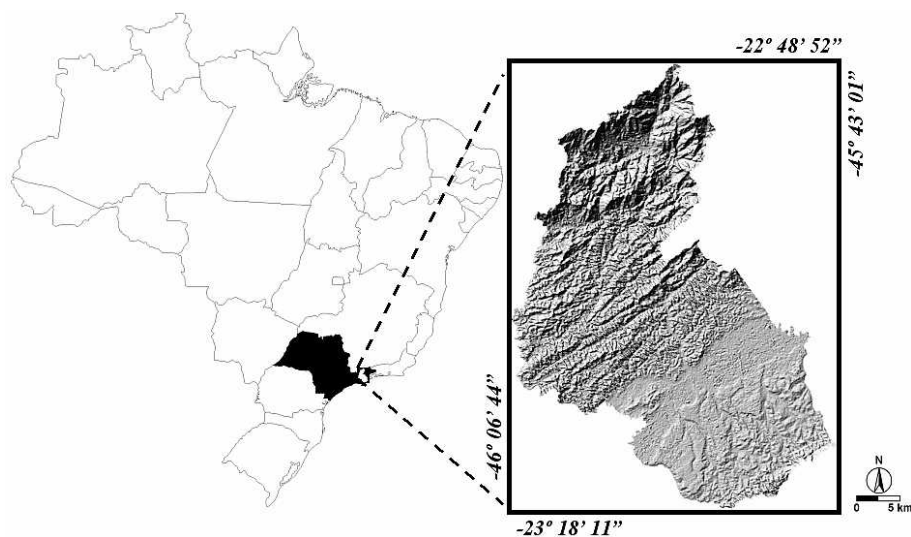 -22º 48’ 52”
-45º 43’ 01”
-46º 06’ 44”
-23º 18’ 11”
N
0 5 km